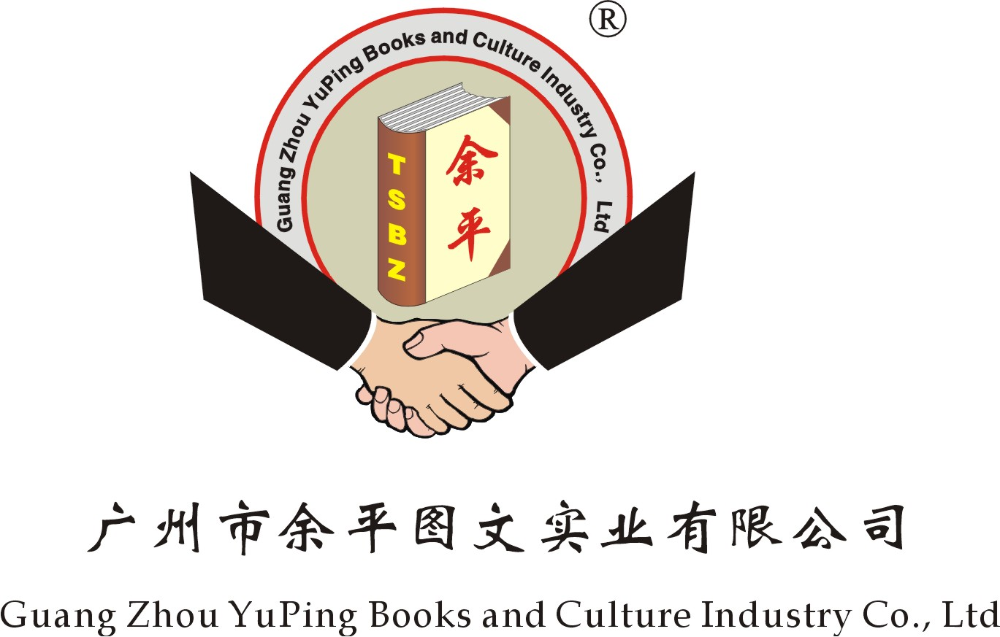 ®
Guang Zhou YuPing Books and Culture Industry Co., Ltd
余平
TSBZ
广州市余平图文实业有限公司
Guang Zhou YuPing Books and Culture Industry Co., Ltd